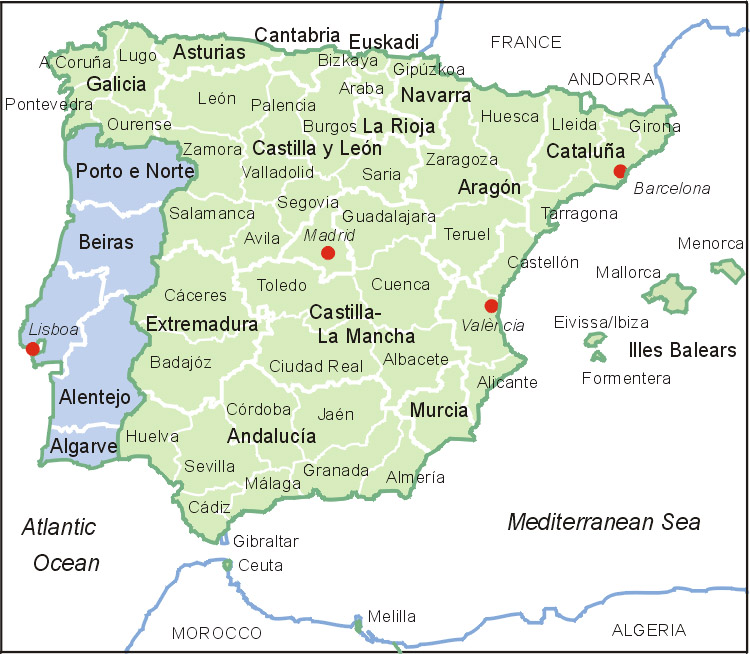 Cantabria
Euskadi
FRANCE
Asturias
Lugo
A Coruña
Bizkaya
Gipúzkoa
ANDORRA
Galicia
León
Palencia
Araba
Navarra
Pontevedra
Ourense
Burgos
La Rioja
Huesca
Lleida
Girona
Zamora
Castilla y León
Zaragoza
Cataluña
Porto e Norte
Valladolid
Saria
Aragón
Barcelona
Salamanca
Segovia
Guadalajara
Tarragona
Beiras
Avila
Madrid
Teruel
Menorca
Castellón
Mallorca
Cáceres
Toledo
Cuenca
Lisboa
Extremadura
Castilla-
La Mancha
València
Eivissa/Ibiza
Illes Balears
Badajóz
Ciudad Real
Albacete
Formentera
Alicante
Alentejo
Córdoba
Jaén
Murcia
Algarve
Huelva
Andalucía
Sevilla
Málaga
Granada
Almería
Cádiz
Atlantic
Ocean
Mediterranean Sea
Gibraltar
Ceuta
Melilla
MOROCCO
ALGERIA